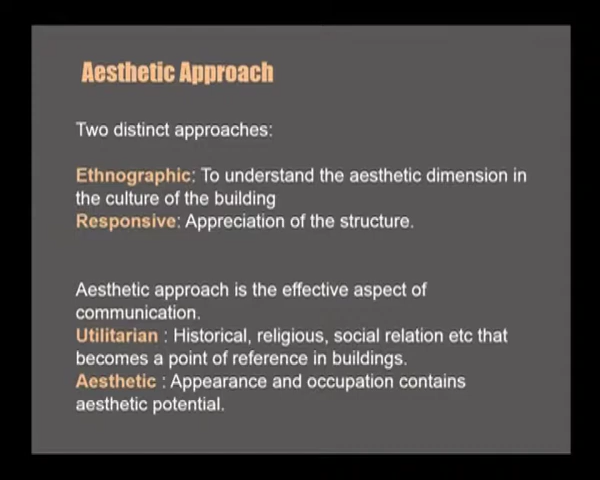 Aesthetic Approach
Two distinct approaches:
Ethnographic: To understand the aesthetic dimension in
the culture of the building
Responsive: Appreciation of the structure.
Aesthetic approach is the effective aspect of
communication.
Utilitarian : Historical, religious, social relation etc that
becomes a point of reference in buildings.
Aesthetic : Appearance and occupation contains
aesthetic potential.